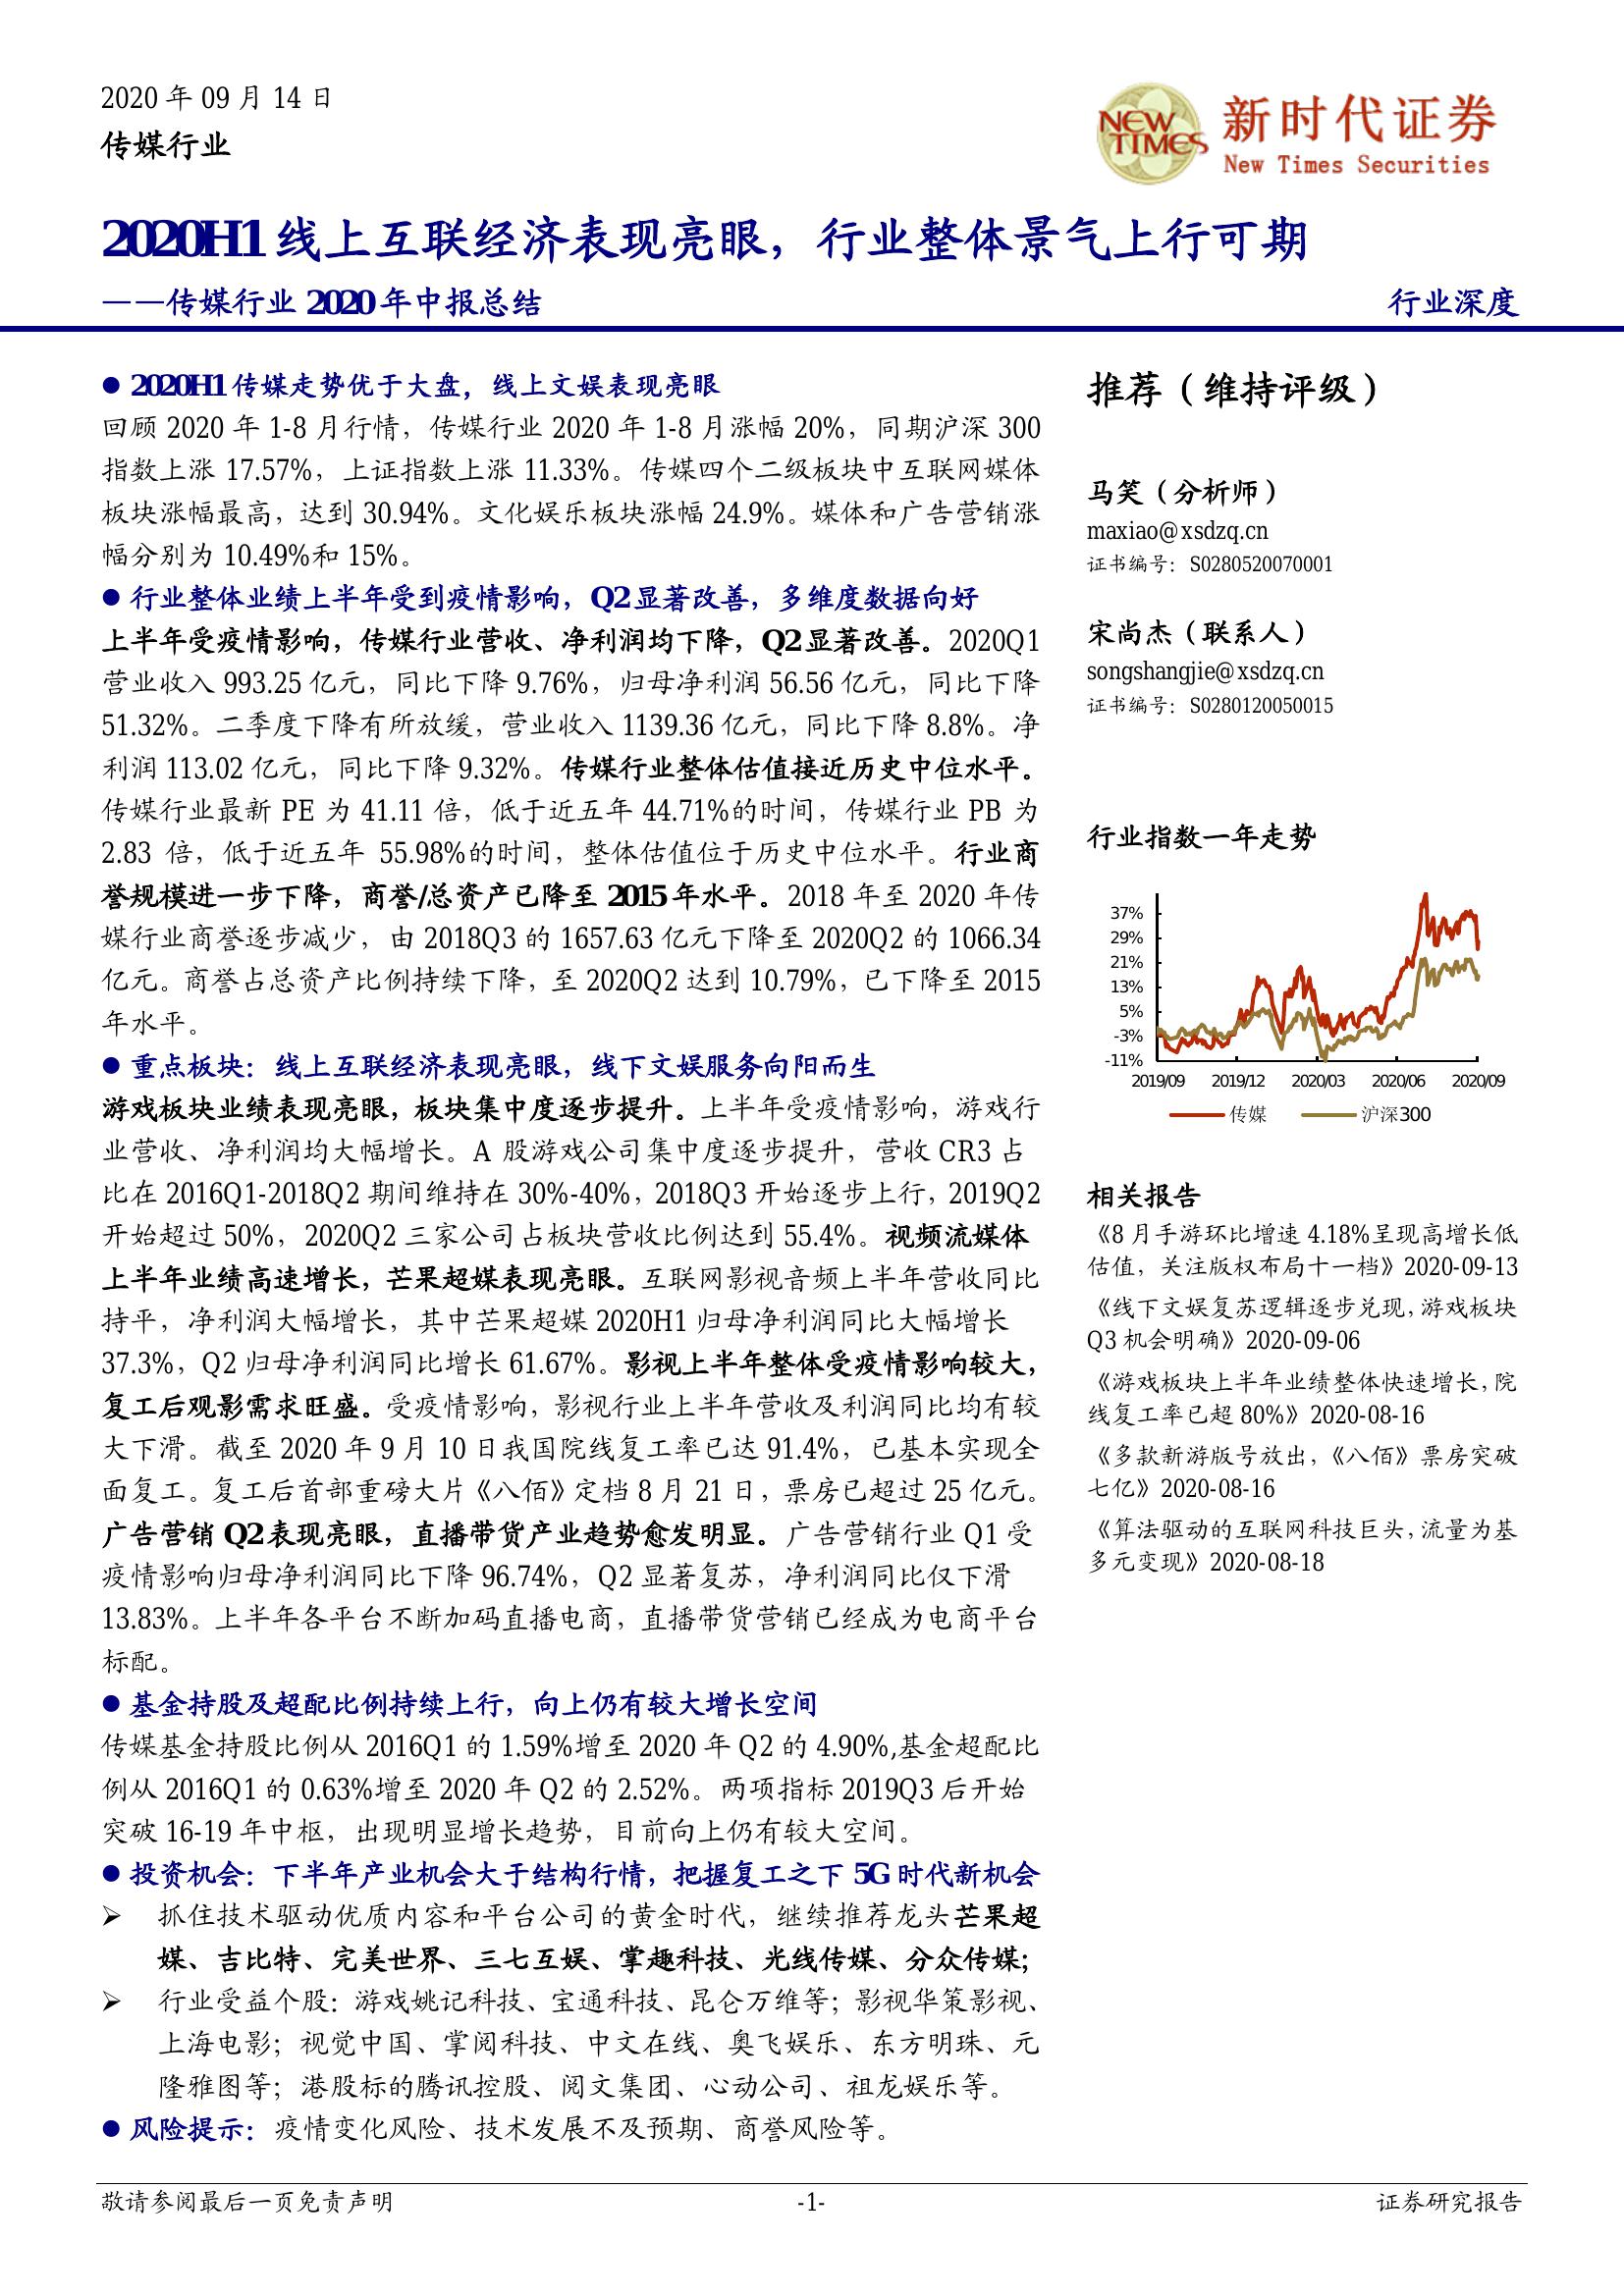 2020 年 09 月 14 日
传媒行业
NEW TIMES
新时代证券
New Times Securities
2020H1 线上互联经济表现亮眼，行业整体景气上行可期
——传媒行业 2020 年中报总结
行业深度
● 2020H1 传媒走势优于大盘，线上文娱表现亮眼
回顾 2020 年 1-8 月行情，传媒行业 2020 年 1-8 月涨幅 20%，同期沪深 300
指数上涨 17.57%，上证指数上涨 11.33%。传媒四个二级板块中互联网媒体
板块涨幅最高，达到 30.94%。文化娱乐板块涨幅 24.9%。媒体和广告营销涨
幅分别为 10.49%和 15%。
● 行业整体业绩上半年受到疫情影响，Q2 显著改善，多维度数据向好
上半年受疫情影响，传媒行业营收、净利润均下降，Q2 显著改善。2020Q1
营业收入 993.25 亿元，同比下降 9.76%，归母净利润 56.56 亿元，同比下降
51.32%。二季度下降有所放缓，营业收入 1139.36 亿元，同比下降 8.8%。净
利润 113.02 亿元，同比下降 9.32%。传媒行业整体估值接近历史中位水平。
传媒行业最新 PE 为 41.11 倍，低于近五年 44.71%的时间，传媒行业 PB 为
2.83 倍，低于近五年 55.98%的时间，整体估值位于历史中位水平。行业商
誉规模进一步下降，商誉/总资产已降至 2015 年水平。2018 年至 2020 年传
媒行业商誉逐步减少，由 2018Q3 的 1657.63 亿元下降至 2020Q2 的 1066.34
亿元。商誉占总资产比例持续下降，至 2020Q2 达到 10.79%，已下降至 2015
年水平。
● 重点板块：线上互联经济表现亮眼，线下文娱服务向阳而生
游戏板块业绩表现亮眼，板块集中度逐步提升。上半年受疫情影响，游戏行
业营收、净利润均大幅增长。A 股游戏公司集中度逐步提升，营收 CR3 占
比在 2016Q1-2018Q2 期间维持在 30%-40%，2018Q3 开始逐步上行，2019Q2
开始超过 50%，2020Q2 三家公司占板块营收比例达到 55.4%。视频流媒体
上半年业绩高速增长，芒果超媒表现亮眼。互联网影视音频上半年营收同比
持平，净利润大幅增长，其中芒果超媒 2020H1 归母净利润同比大幅增长
37.3%，Q2 归母净利润同比增长 61.67%。影视上半年整体受疫情影响较大，
复工后观影需求旺盛。受疫情影响，影视行业上半年营收及利润同比均有较
大下滑。截至 2020 年 9 月 10 日我国院线复工率已达 91.4%，已基本实现全
面复工。复工后首部重磅大片《八佰》定档 8 月 21 日，票房已超过 25 亿元。
广告营销 Q2 表现亮眼，直播带货产业趋势愈发明显。广告营销行业 Q1 受
疫情影响归母净利润同比下降 96.74%，Q2 显著复苏，净利润同比仅下滑
13.83%。上半年各平台不断加码直播电商，直播带货营销已经成为电商平台
标配。
● 基金持股及超配比例持续上行，向上仍有较大增长空间
传媒基金持股比例从 2016Q1 的 1.59%增至 2020 年 Q2 的 4.90%,基金超配比
例从 2016Q1 的 0.63%增至 2020 年 Q2 的 2.52%。两项指标 2019Q3 后开始
突破 16-19 年中枢，出现明显增长趋势，目前向上仍有较大空间。
● 投资机会：下半年产业机会大于结构行情，把握复工之下 5G 时代新机会
➢ 抓住技术驱动优质内容和平台公司的黄金时代，继续推荐龙头芒果超
媒、吉比特、完美世界、三七互娱、掌趣科技、光线传媒、分众传媒；
➢ 行业受益个股：游戏姚记科技、宝通科技、昆仑万维等；影视华策影视、
上海电影；视觉中国、掌阅科技、中文在线、奥飞娱乐、东方明珠、元
隆雅图等；港股标的腾讯控股、阅文集团、心动公司、祖龙娱乐等。
● 风险提示：疫情变化风险、技术发展不及预期、商誉风险等。
推荐（维持评级）
马笑（分析师）
maxiao@xsdzq.cn
证书编号：S0280520070001
宋尚杰（联系人）
songshangjie@xsdzq.cn
证书编号：S0280120050015
行业指数一年走势
37%
29%
21%
13%
5%
-3%
-11%
2019/09 2019/12 2020/03 2020/06 2020/09
传媒 沪深300
相关报告
《8 月手游环比增速 4.18%呈现高增长低
估值，关注版权布局十一档》2020-09-13
《线下文娱复苏逻辑逐步兑现，游戏板块
Q3 机会明确》2020-09-06
《游戏板块上半年业绩整体快速增长，院
线复工率已超 80%》2020-08-16
《多款新游版号放出，《八佰》票房突破
七亿》2020-08-16
《算法驱动的互联网科技巨头，流量为基
多元变现》2020-08-18
敬请参阅最后一页免责声明
-1-
证券研究报告